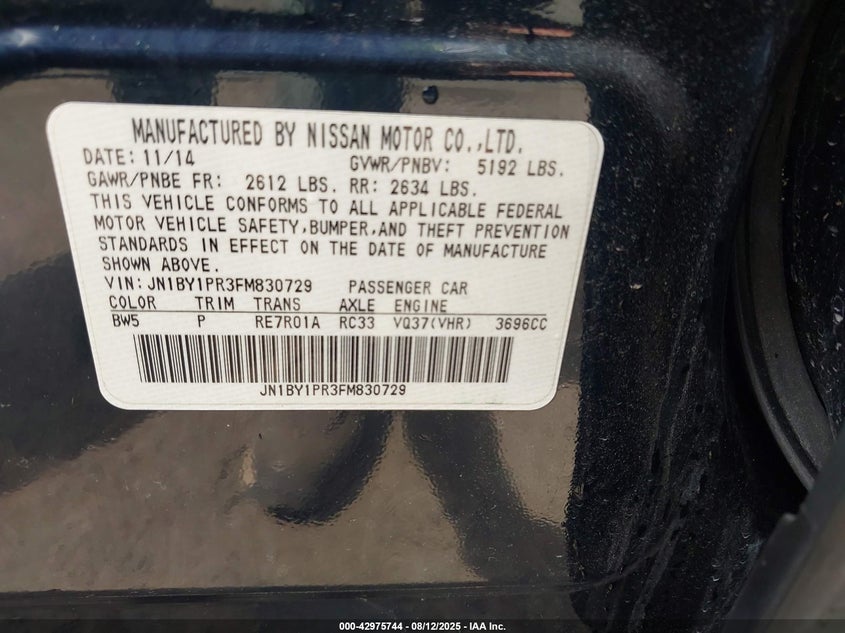 MANUFACTURED BY NISSAN MOTOR CO.,LTD.
DATE: 11/14 GVWR/PNBV: 5192 LBS.
GAWR/PNBE FR: 2612 LBS. RR: 2634 LBS.
THIS VEHICLE CONFORMS TO ALL APPLICABLE FEDERAL
MOTOR VEHICLE SAFETY,BUMPER,AND THEFT PREVENTION
STANDARDS IN EFFECT ON THE DATE OF MANUFACTURE
SHOWN ABOVE.
VIN: JN1BY1PR3FM830729 PASSENGER CAR
COLOR TRIM TRANS AXLE ENGINE
BW5 P RE7R01A RC33 VQ37(VHR) 3696CC
JN1BY1PR3FM830729
000-42975744 - 08/12/2025 - IAA Inc.